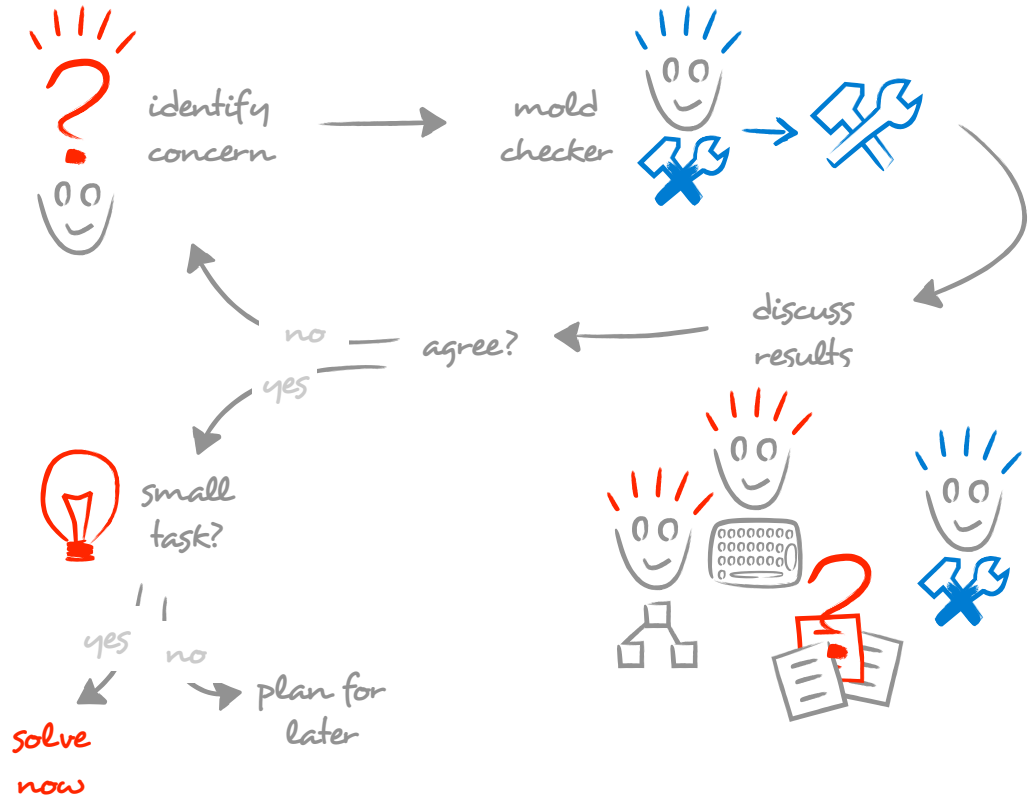 identify
concern
mold
checker
discuss
results
agree?
no
yes
small
task?
yes
no
plan for
later
solve
now